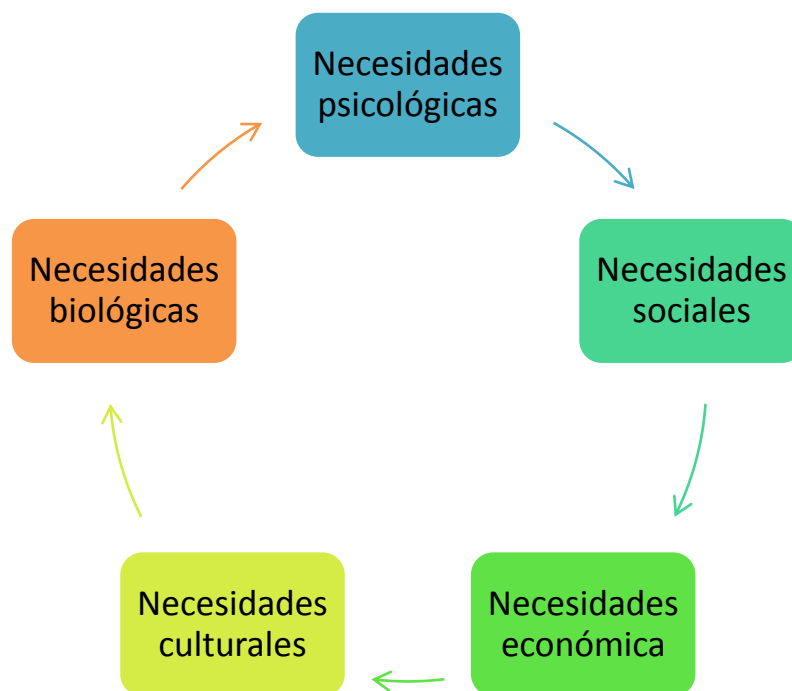 Necesidades
psicológicas
Necesidades
sociales
Necesidades
económica
Necesidades
culturales
Necesidades
biológicas